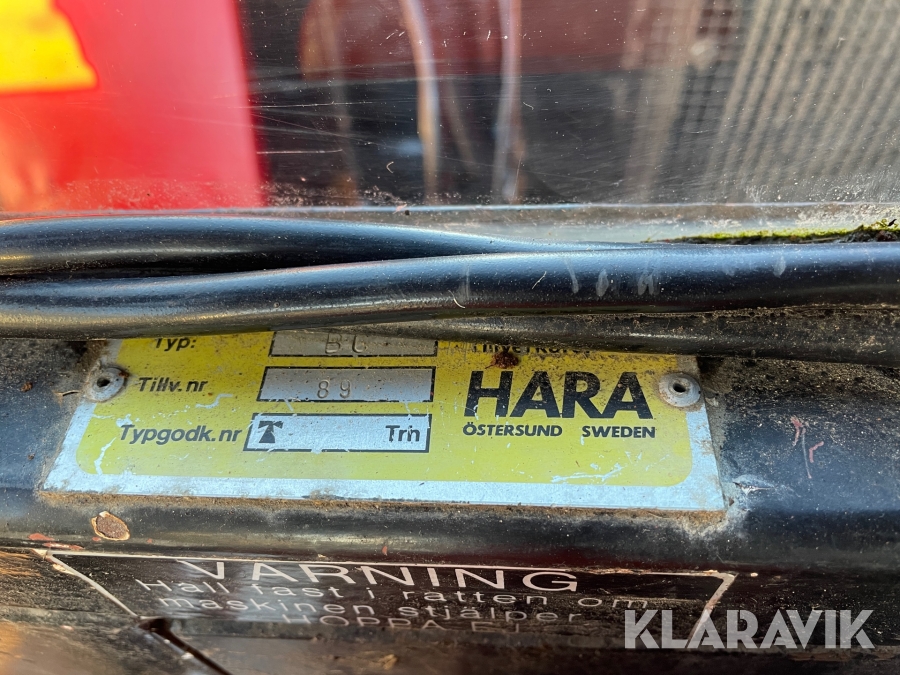 Typ: BG
Tillv.nr 89
HARA
ÖSTERSUND SWEDEN
Typgodk.nr T Trn
VARNING
Håll fast i ratten om
maskinen stjälper
HOPPA EJ
KLARAVIK